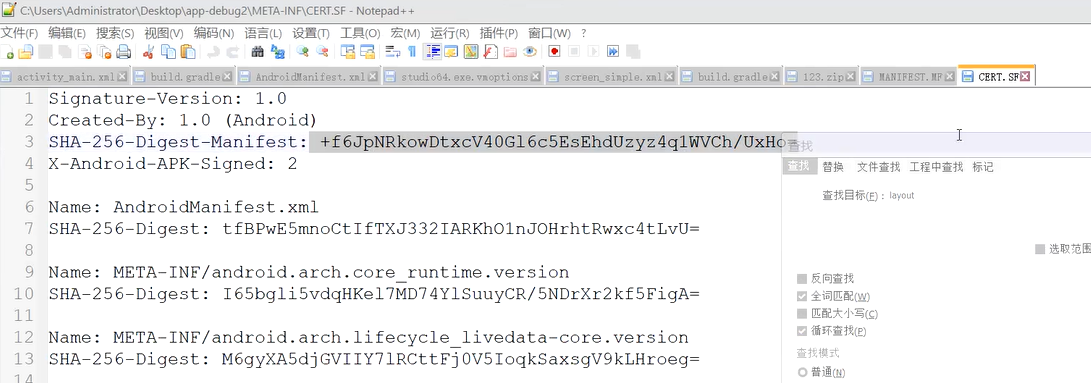 C:\Users\Administrator\Desktop\app-debug2\META-INF\CERT.SF - Notepad++
文件(F) 编辑(E) 搜索(S) 视图(V) 编码(N) 语言(L) 设置(T) 工具(O) 宏(M) 运行(R) 插件(P) 窗口(W) ?
activity_main.xml build.gradle AndroidManifest.xml studio64.exe.vmoptions screen_simple.xml build.gradle 123.zip MANIFEST.MF CERT.SF
1 Signature-Version: 1.0
2 Created-By: 1.0 (Android)
3 SHA-256-Digest-Manifest: +f6JpNRkowDtxcV40Gl6c5EsEhdUzyz4q1WVCh/UxHo=
4 X-Android-APK-Signed: 2
5
6 Name: AndroidManifest.xml
7 SHA-256-Digest: tfBPwE5mnoCtIfTXJ332IARKhO1nJOHrhtRwxc4tLvU=
8
9 Name: META-INF/android.arch.core_runtime.version
10 SHA-256-Digest: I65bgli5vdqHKel7MD74YlSuuyCR/5NDrXr2kf5FigA=
11
12 Name: META-INF/android.arch.lifecycle_livedata-core.version
13 SHA-256-Digest: M6gyXA5djGVIIY7lRCttFj0V5IoqkSaxsgV9kLHroeg=
14
查找
查找 替换 文件查找 工程中查找 标记
查找目标(F): layout
选取范围
反向查找
全词匹配(W)
匹配大小写(C)
循环查找(P)
查找模式
普通(N)